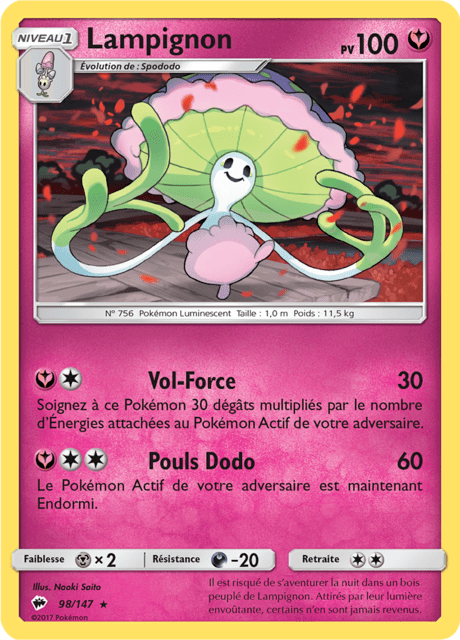 NIVEAU 1
Lampignon
PV 100
Évolution de : Spododo
N° 756 Pokémon Luminescent Taille : 1,0 m Poids : 11,5 kg
Vol-Force 30
Soignez à ce Pokémon 30 dégâts multipliés par le nombre
d'Énergies attachées au Pokémon Actif de votre adversaire.
Pouls Dodo 60
Le Pokémon Actif de votre adversaire est maintenant
Endormi.
Faiblesse × 2 Résistance -20 Retraite
Illus. Naoki Saito
98/147 ★
©2017 Pokémon
Il est risqué de s'aventurer la nuit dans un bois
peuplé de Lampignon. Attirés par leur lumière
envoûtante, certains n'en sont jamais revenus.